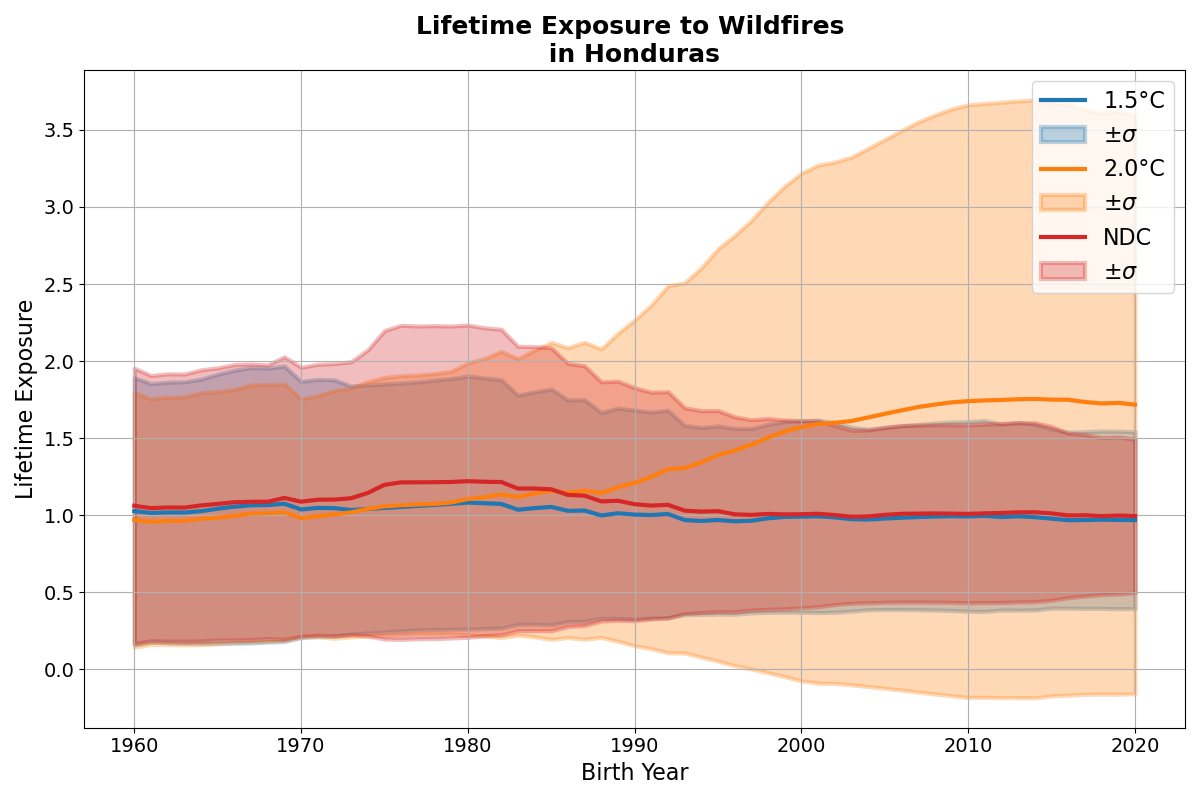 Lifetime Exposure to Wildfires
in Honduras
Lifetime Exposure
3.5
3.0
2.5
2.0
1.5
1.0
0.5
0.0
1.5°C
±σ
2.0°C
±σ
NDC
±σ
1960
1970
1980
1990
2000
2010
2020
Birth Year